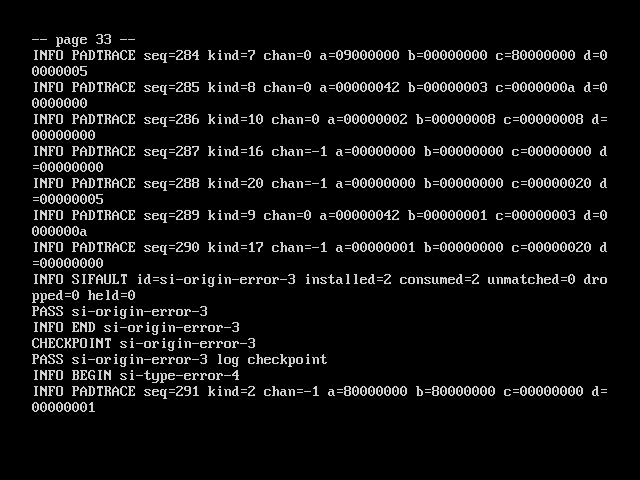 -- page 33 --
INFO PADTRACE seq=284 kind=7 chan=0 a=09000000 b=00000000 c=80000000 d=0
0000005
INFO PADTRACE seq=285 kind=8 chan=0 a=00000042 b=00000003 c=0000000a d=0
0000000
INFO PADTRACE seq=286 kind=10 chan=0 a=00000002 b=00000008 c=00000008 d=
00000000
INFO PADTRACE seq=287 kind=16 chan=-1 a=00000000 b=00000000 c=00000000 d
=00000000
INFO PADTRACE seq=288 kind=20 chan=-1 a=00000000 b=00000000 c=00000020 d
=00000005
INFO PADTRACE seq=289 kind=9 chan=0 a=00000042 b=00000001 c=00000003 d=0
000000a
INFO PADTRACE seq=290 kind=17 chan=-1 a=00000001 b=00000000 c=00000020 d
=00000000
INFO SIFAULT id=si-origin-error-3 installed=2 consumed=2 unmatched=0 dro
pped=0 held=0
PASS si-origin-error-3
INFO END si-origin-error-3
CHECKPOINT si-origin-error-3
PASS si-origin-error-3 log checkpoint
INFO BEGIN si-type-error-4
INFO PADTRACE seq=291 kind=2 chan=-1 a=80000000 b=80000000 c=00000000 d=
00000001